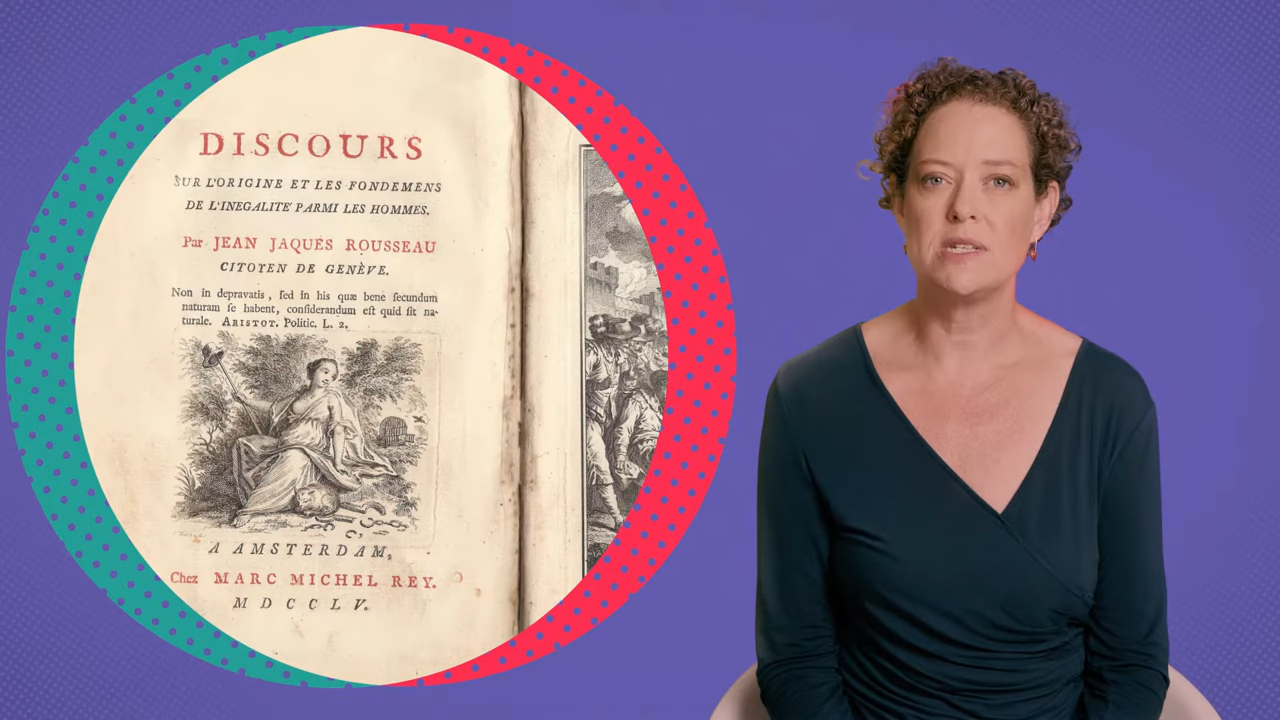 DISCOURS
SUR L'ORIGINE ET LES FONDEMENS
DE L'INEGALITÉ PARMI LES HOMMES.
Par JEAN JAQUES ROUSSEAU
CITOYEN DE GENÈVE.
Non in depravatis, ſed in his quæ bene ſecundum
naturam ſe habent, conſiderandum eſt quid ſit na-
turale. ARISTOT. Politic. L. 2.
A AMSTERDAM,
Chez MARC MICHEL REY.
MDCCLV.